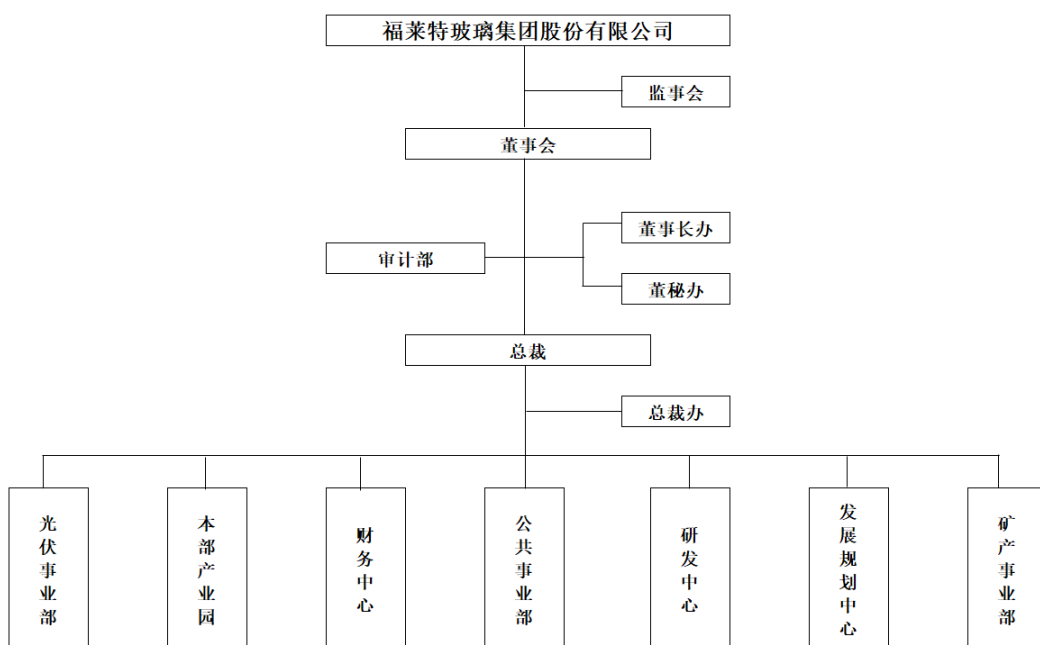 福莱特玻璃集团股份有限公司
监事会
董事会
董事长办
审计部
董秘办
总裁
总裁办
光伏事业部
本部产业园
财务中心
公共事业部
研发中心
发展规划中心
矿产事业部